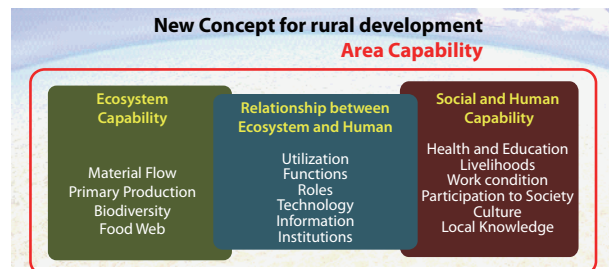 New Concept for rural development
Area Capability
Ecosystem
Capability
Material Flow
Primary Production
Biodiversity
Food Web
Relationship between
Ecosystem and Human
Utilization
Functions
Roles
Technology
Information
Institutions
Social and Human
Capability
Health and Education
Livelihoods
Work condition
Participation to Society
Culture
Local Knowledge